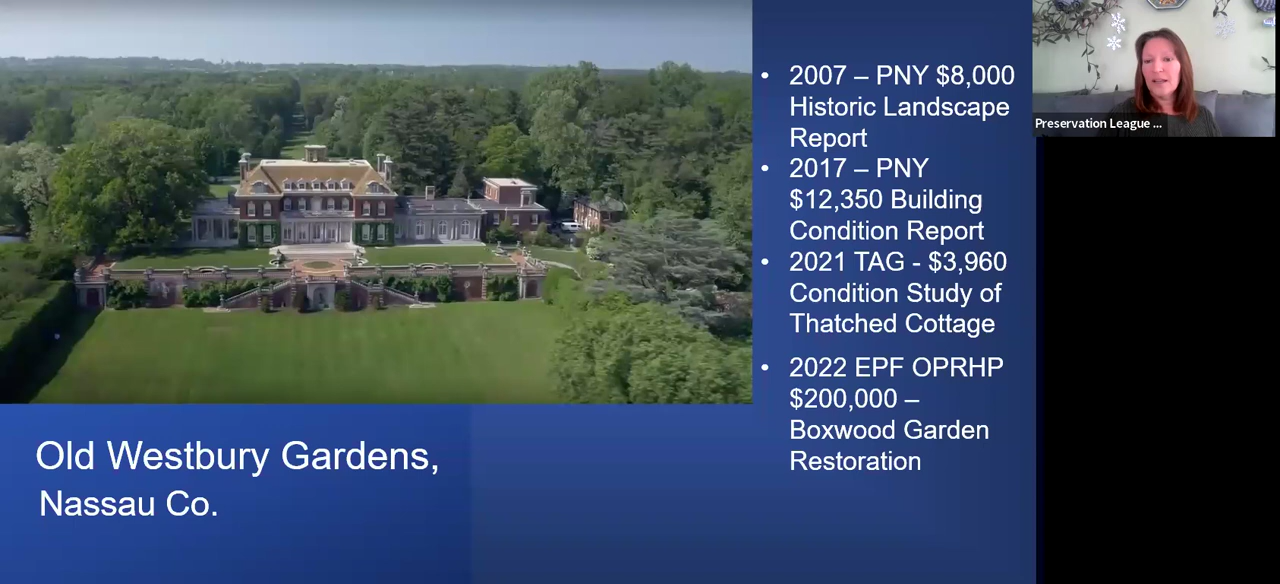 • 2007 – PNY $8,000
Historic Landscape
Report
• 2017 – PNY
$12,350 Building
Condition Report
• 2021 TAG - $3,960
Condition Study of
Thatched Cottage
• 2022 EPF OPRHP
$200,000 –
Boxwood Garden
Restoration
Preservation League ...
Old Westbury Gardens,
Nassau Co.